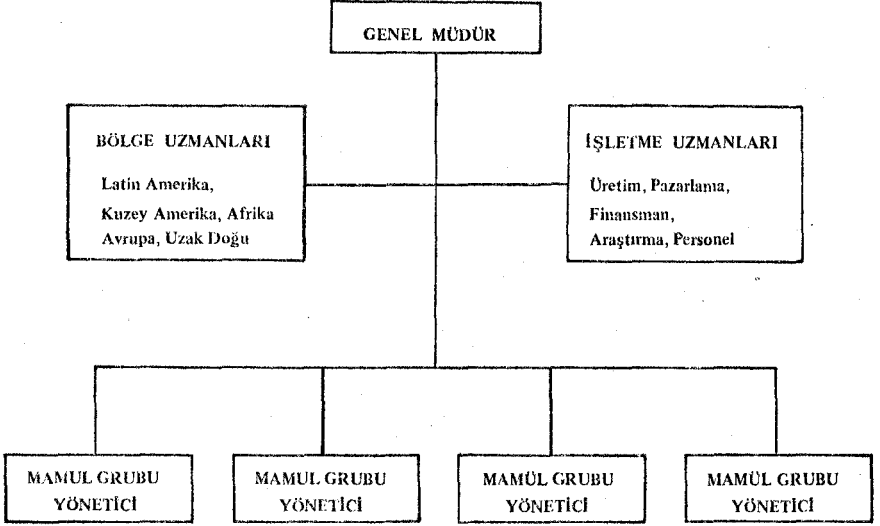 GENEL MÜDÜR
BÖLGE UZMANLARI
Latin Amerika,
Kuzey Amerika, Afrika
Avrupa, Uzak Doğu
İŞLETME UZMANLARI
Üretim, Pazarlama,
Finansman,
Araştırma, Personel
MAMUL GRUBU
YÖNETİCİ
MAMUL GRUBU
YÖNETİCİ
MAMÜL GRUBU
YÖNETİCİ
MAMÜL GRUBU
YÖNETİCİ